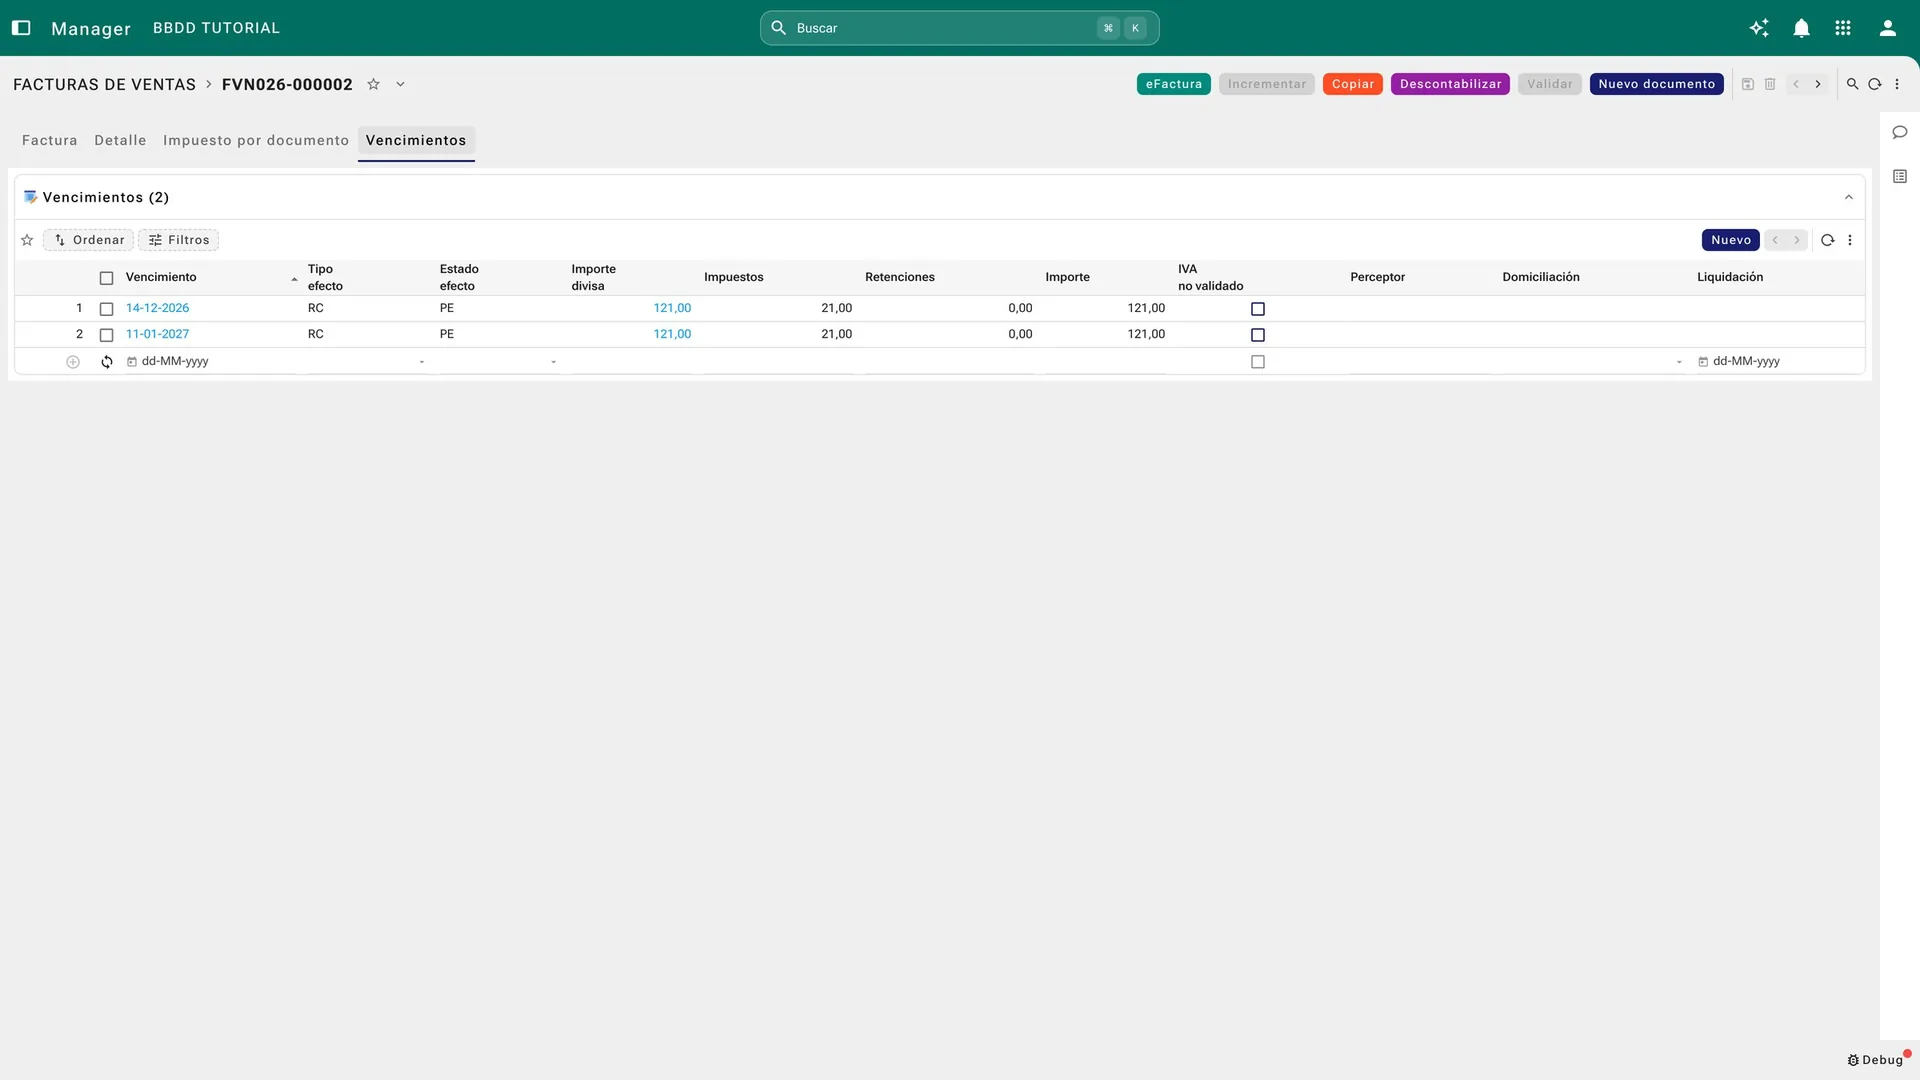 Manager BBDD TUTORIAL Buscar ⌘ K
FACTURAS DE VENTAS > FVN026-000002 eFactura Incrementar Copiar Descontabilizar Validar Nuevo documento
Factura Detalle Impuesto por documento Vencimientos
Vencimientos (2)
Ordenar Filtros Nuevo
Vencimiento Tipo efecto Estado efecto Importe divisa Impuestos Retenciones Importe IVA no validado Perceptor Domiciliación Liquidación
1 14-12-2026 RC PE 121,00 21,00 0,00 121,00
2 11-01-2027 RC PE 121,00 21,00 0,00 121,00
dd-MM-yyyy dd-MM-yyyy
Debug